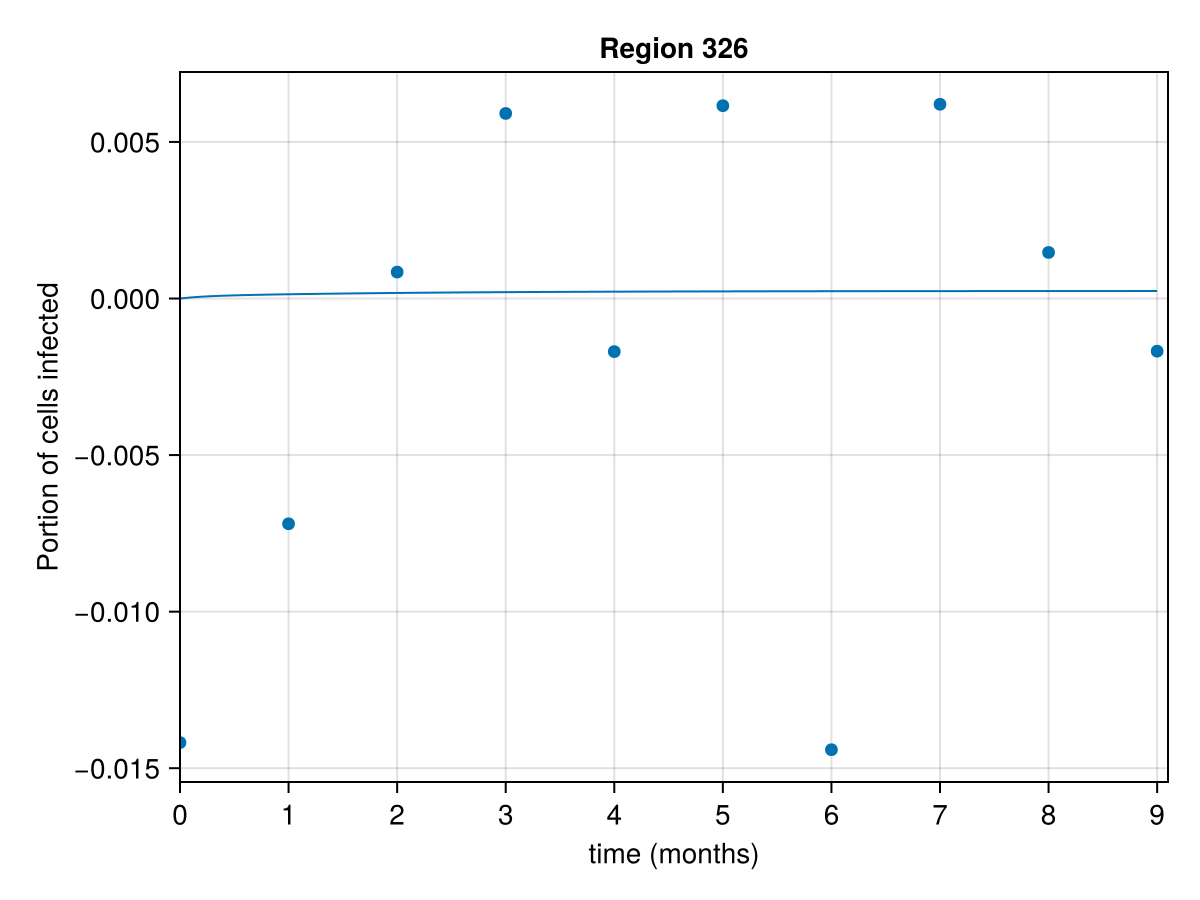 Region 326
Portion of cells infected
0.005
0.000
−0.005
−0.010
−0.015
0 1 2 3 4 5 6 7 8 9
time (months)